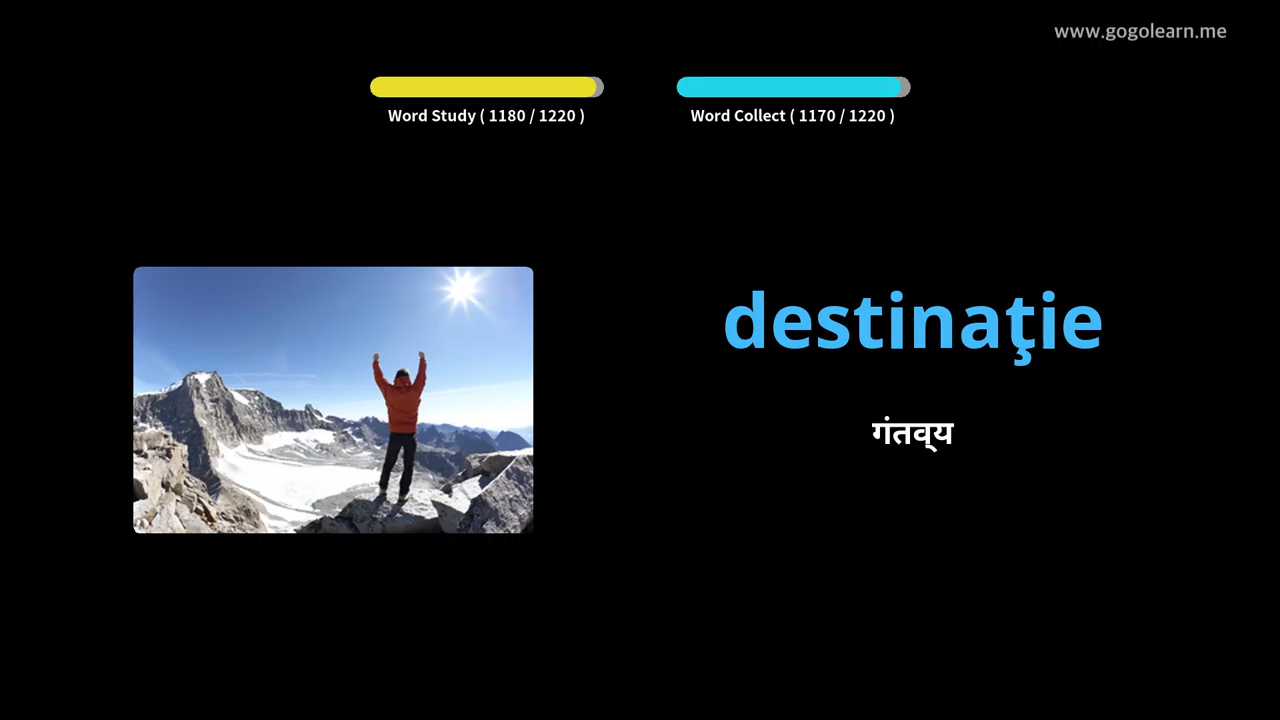 www.gogolearn.me
Word Study ( 1180 / 1220 )
Word Collect ( 1170 / 1220 )
destinaţie
गंतव्य